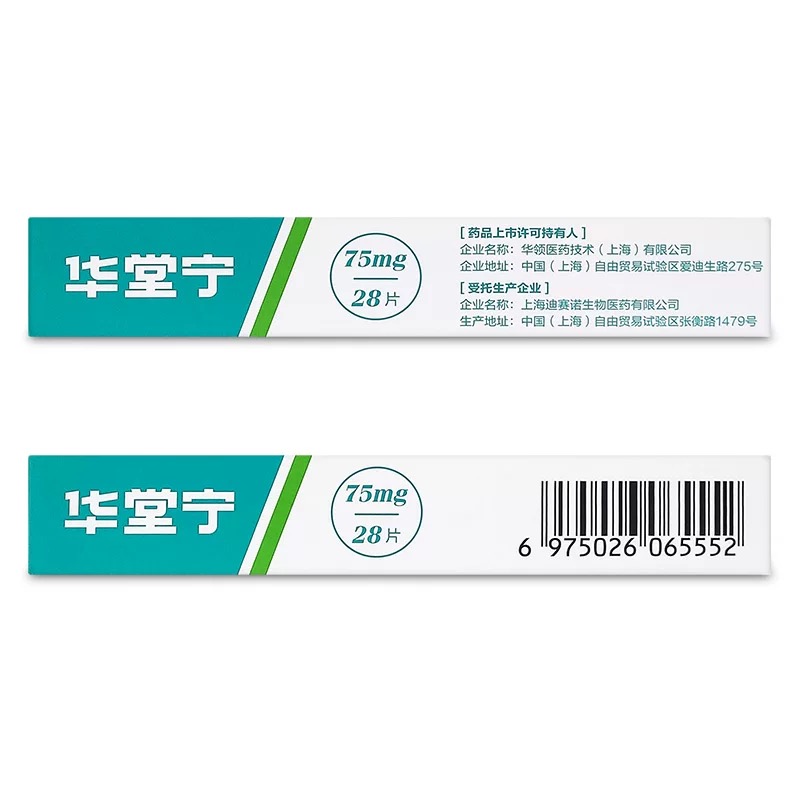 华堂宁
75mg
28片
[ 药品上市许可持有人 ]
企业名称：华领医药技术（上海）有限公司
企业地址：中国（上海）自由贸易试验区爱迪生路275号
[ 受托生产企业 ]
企业名称：上海迪赛诺生物医药有限公司
生产地址：中国（上海）自由贸易试验区张衡路1479号
华堂宁
75mg
28片
6 975026 065552